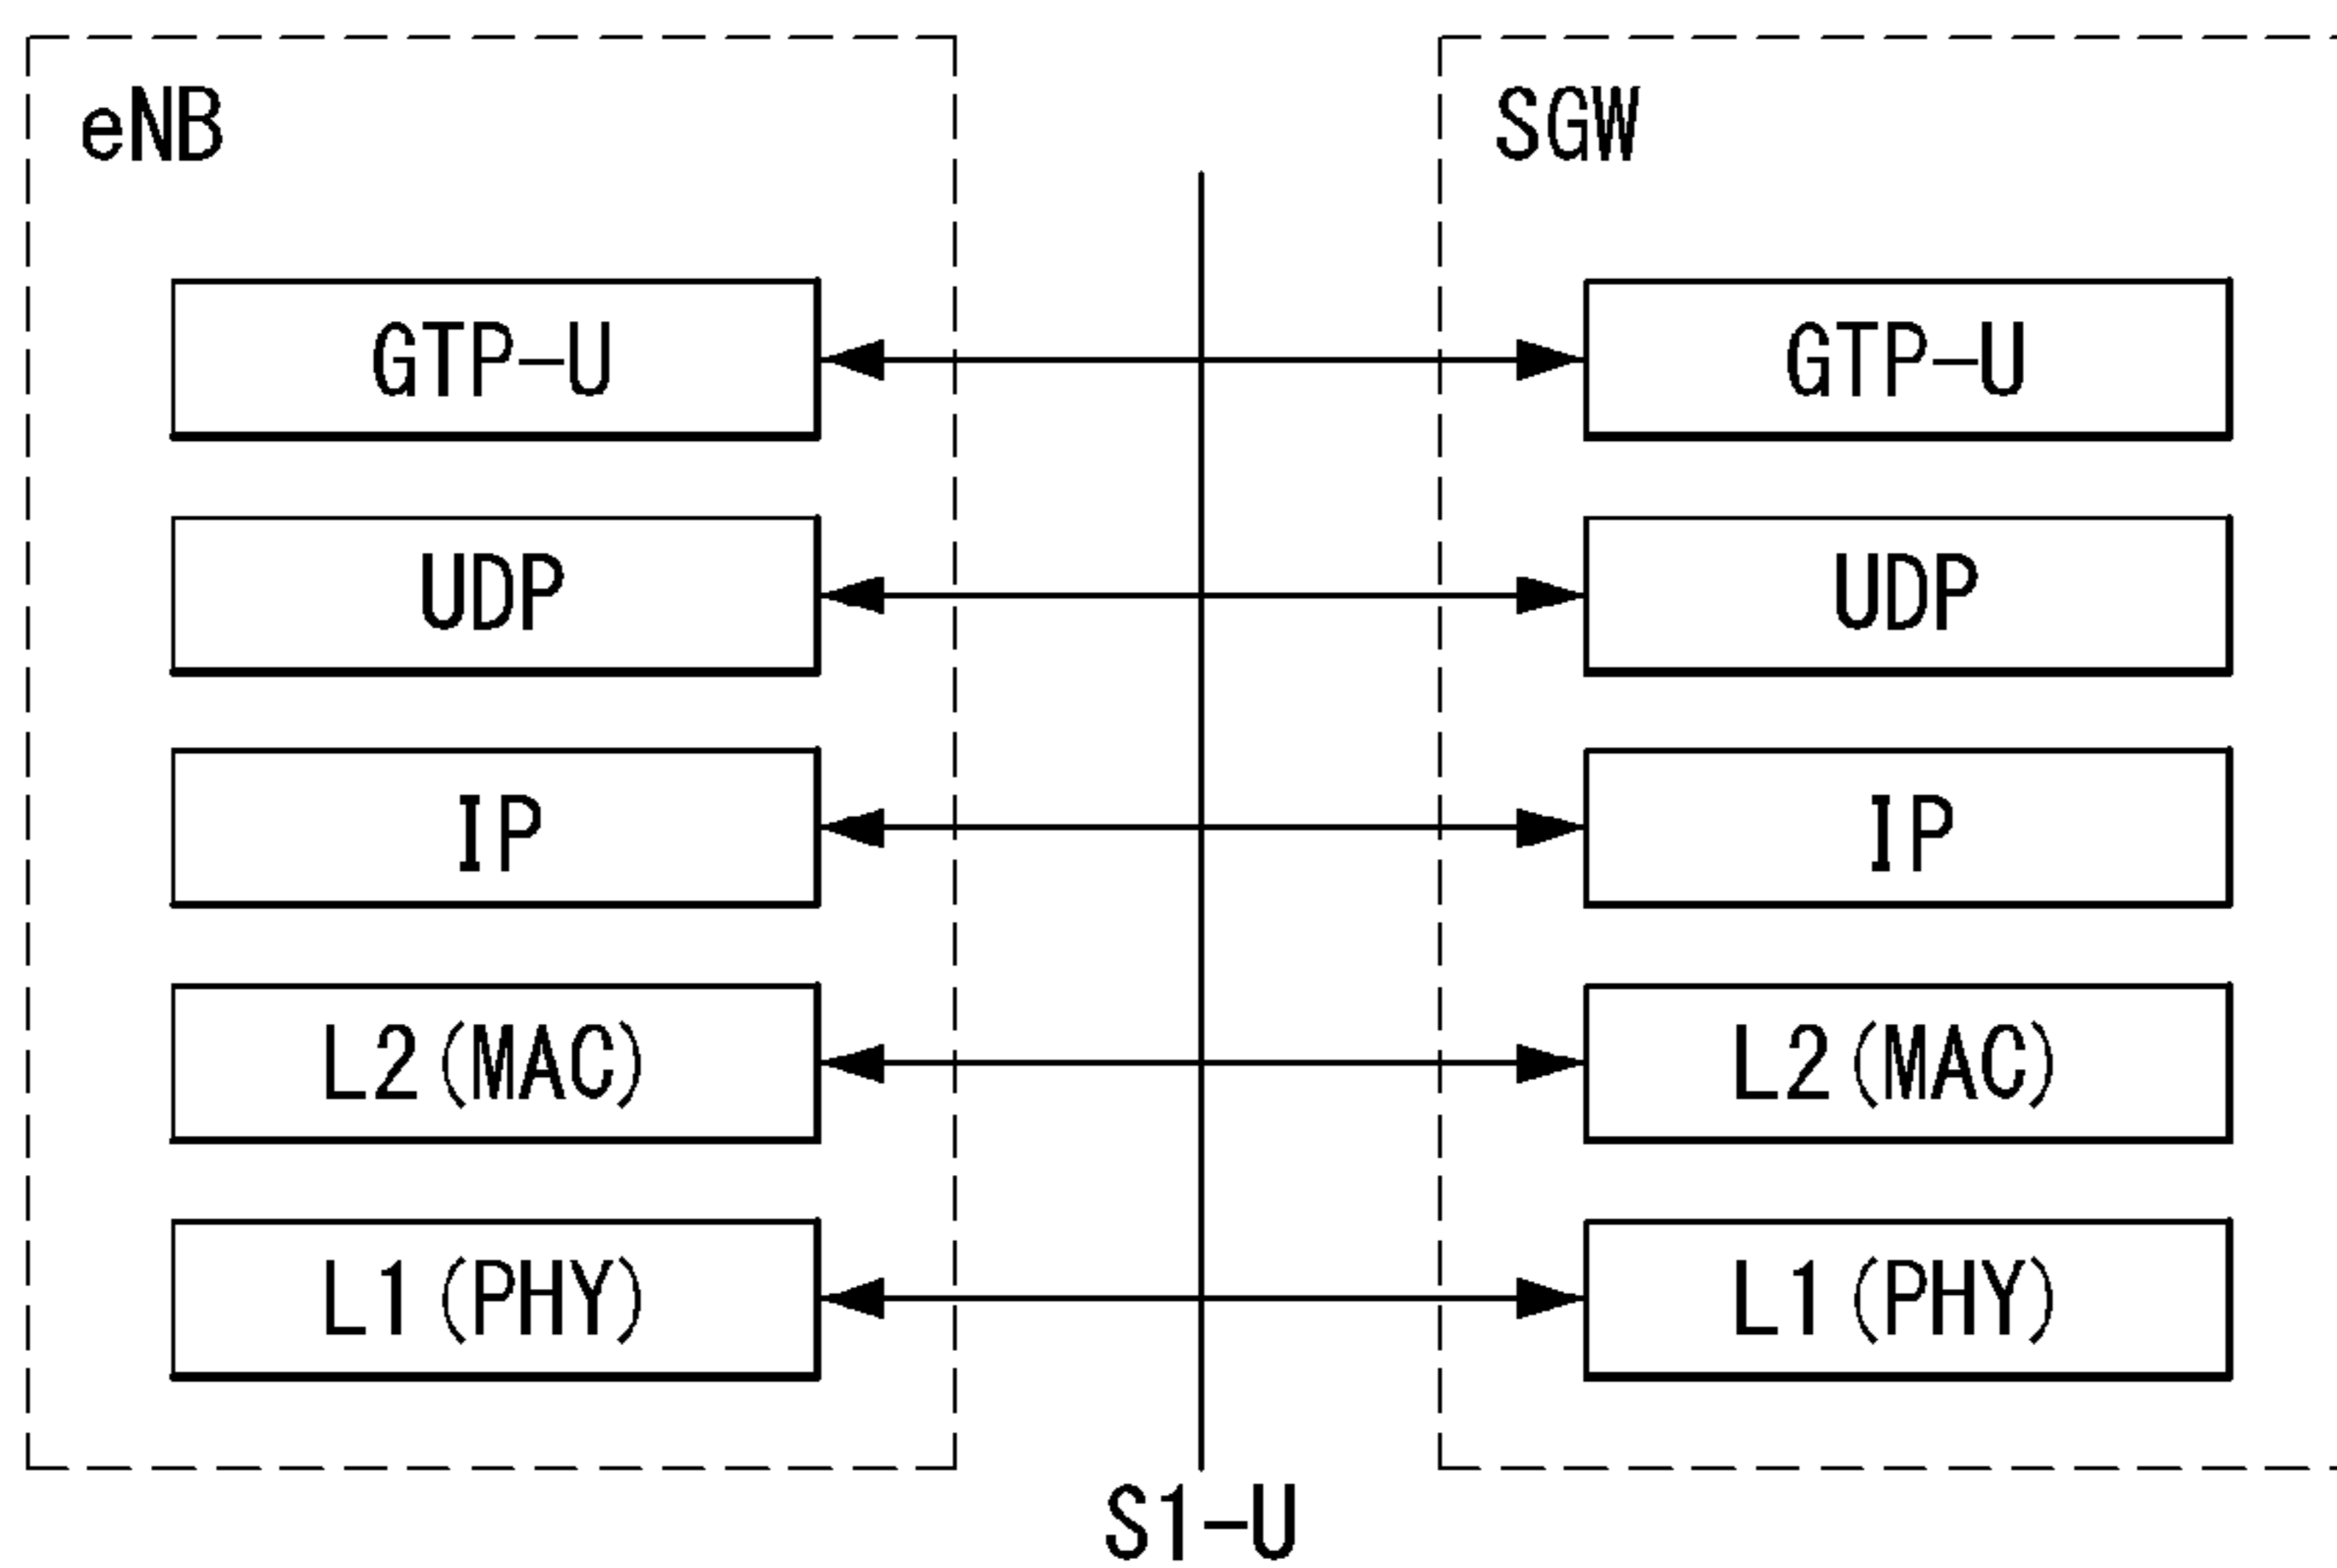 eNB
SGW
GTP-U
GTP-U
UDP
UDP
IP
IP
L2(MAC)
L2(MAC)
L1(PHY)
L1(PHY)
S1-U